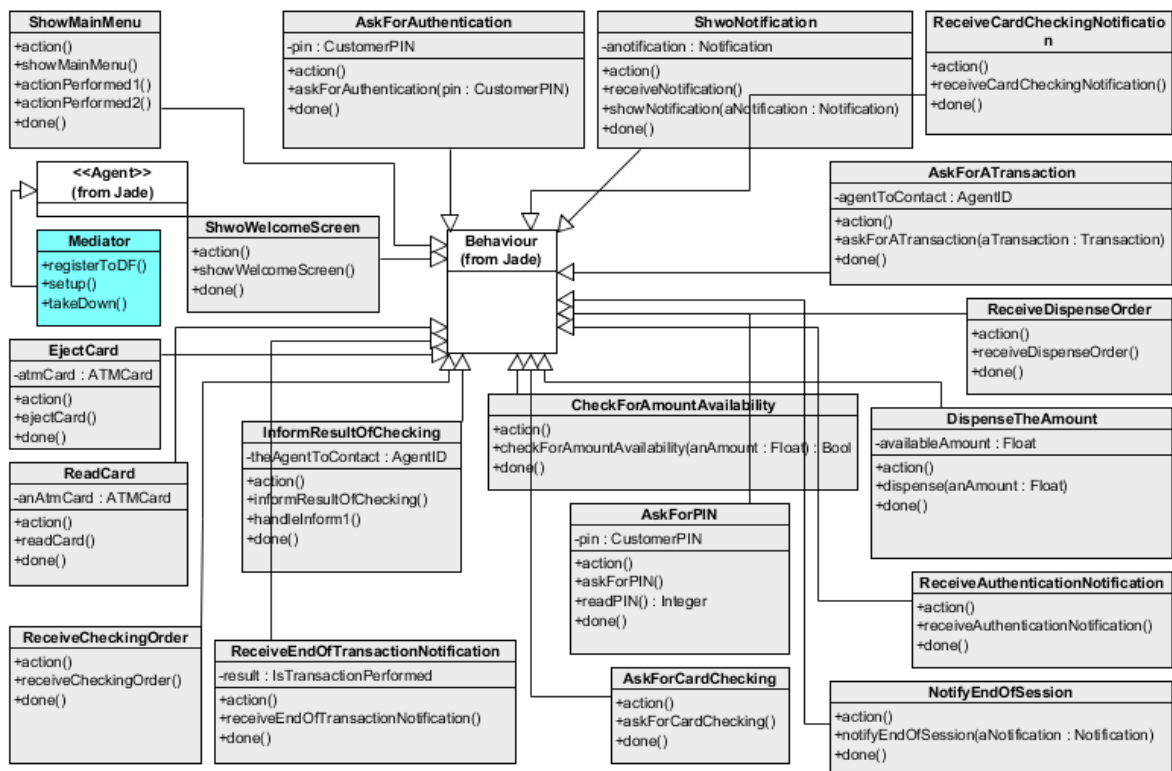 ShowMainMenu
+action()
+showMainMenu()
+actionPerformed1()
+actionPerformed2()
+done()
AskForAuthentication
-pin : CustomerPIN
+action()
+askForAuthentication(pin : CustomerPIN)
+done()
ShwoNotification
-anotification : Notification
+action()
+receiveNotification()
+showNotification(aNotification : Notification)
+done()
ReceiveCardCheckingNotificatio
n
+action()
+receiveCardCheckingNotification()
+done()
<<Agent>>
(from Jade)
Mediator
+registerToDF()
+setup()
+takeDown()
ShwoWelcomeScreen
+action()
+showWelcomeScreen()
+done()
Behaviour
(from Jade)
AskForATransaction
-agentToContact : AgentID
+action()
+askForATransaction(aTransaction : Transaction)
+done()
ReceiveDispenseOrder
+action()
+receiveDispenseOrder()
+done()
EjectCard
-atmCard : ATMCard
+action()
+ejectCard()
+done()
InformResultOfChecking
-theAgentToContact : AgentID
+action()
+informResultOfChecking()
+handleInform1()
+done()
CheckForAmountAvailability
+action()
+checkForAmountAvailability(anAmount : Float) : Bool
+done()
DispenseTheAmount
-availableAmount : Float
+action()
+dispense(anAmount : Float)
+done()
ReadCard
-anAtmCard : ATMCard
+action()
+readCard()
+done()
AskForPIN
-pin : CustomerPIN
+action()
+askForPIN()
+readPIN() : Integer
+done()
ReceiveAuthenticationNotification
+action()
+receiveAuthenticationNotification()
+done()
ReceiveCheckingOrder
+action()
+receiveCheckingOrder()
+done()
ReceiveEndOfTransactionNotification
-result : IsTransactionPerformed
+action()
+receiveEndOfTransactionNotification()
+done()
AskForCardChecking
+action()
+askForCardChecking()
+done()
NotifyEndOfSession
+action()
+notifyEndOfSession(aNotification : Notification)
+done()